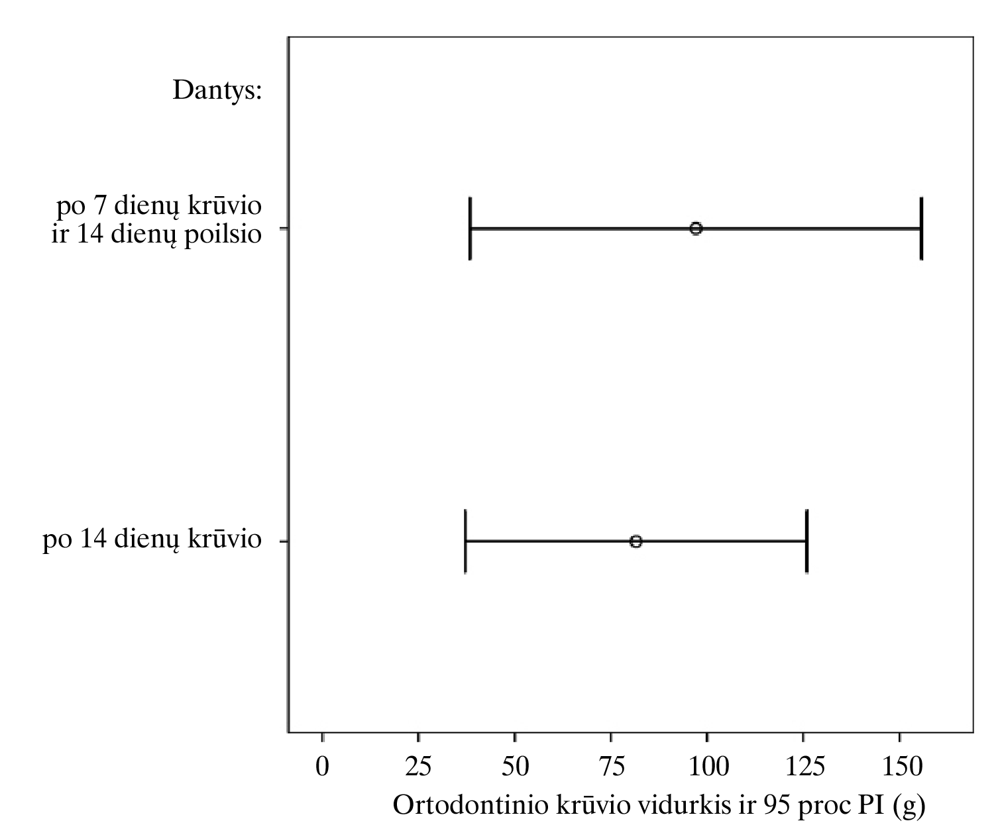 Dantys:
po 7 dienų krūvio
ir 14 dienų poilsio
po 14 dienų krūvio
0 25 50 75 100 125 150
Ortodontinio krūvio vidurkis ir 95 proc PI (g)